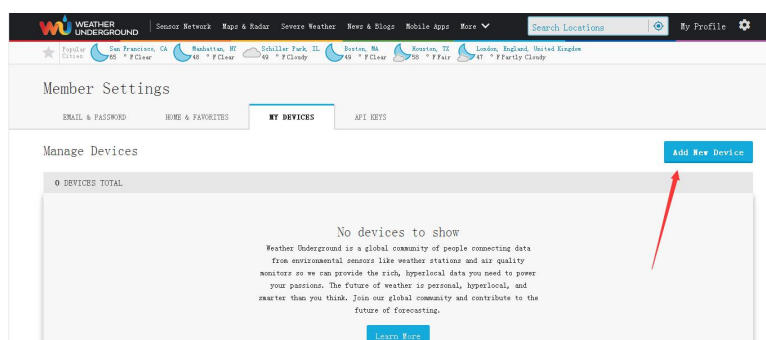 WEATHER
UNDERGROUND
Sensor Network Maps & Radar Severe Weather News & Blogs Mobile Apps More Search Locations My Profile
Popular
Cities
San Francisco, CA
65 °F Clear
Manhattan, NY
48 °F Clear
Schiller Park, IL
49 °F Cloudy
Boston, MA
49 °F Clear
Houston, TX
58 °F Fair
London, England, United Kingdom
47 °F Partly Cloudy
Member Settings
EMAIL & PASSWORD HOME & FAVORITES MY DEVICES API KEYS
Manage Devices
Add New Device
0 DEVICES TOTAL
No devices to show
Weather Underground is a global community of people connecting data
from environmental sensors like weather stations and air quality
monitors so we can provide the rich, hyperlocal data you need to power
your passions. The future of weather is personal, hyperlocal, and
smarter than you think. Join our global community and contribute to the
future of forecasting.
Learn More